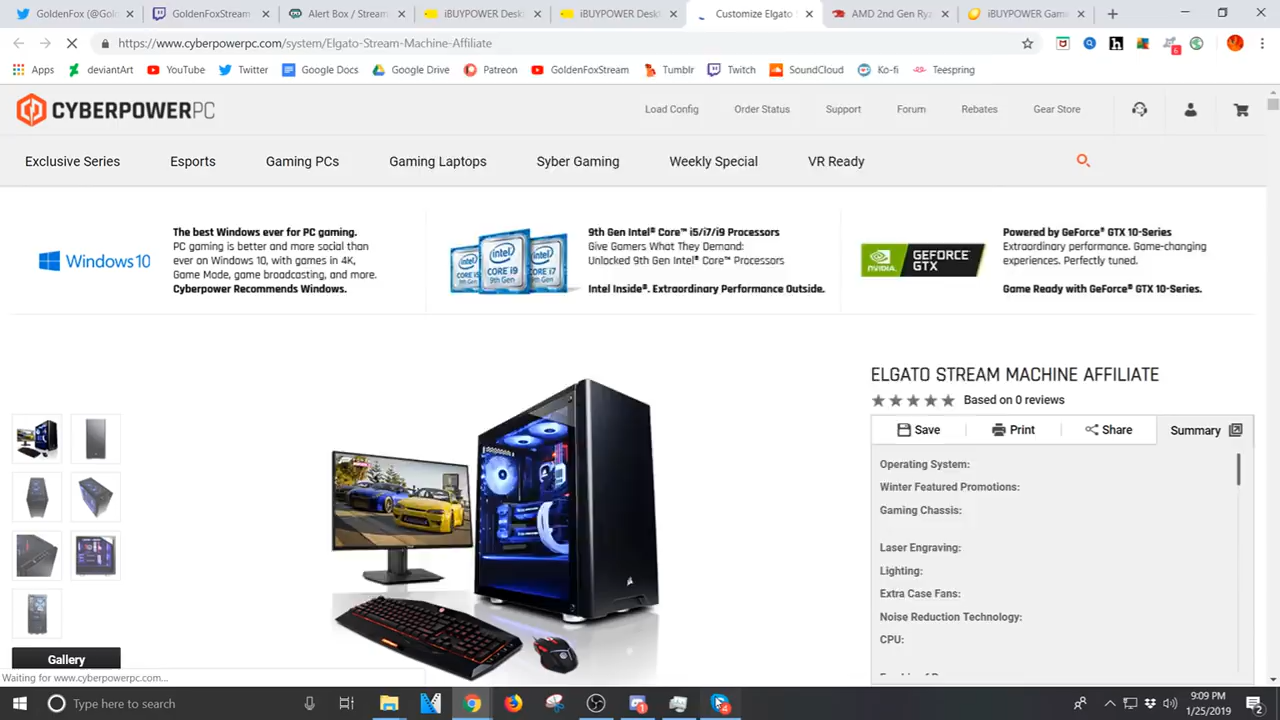 GoldenFox (@Gold
GoldenFoxStream
Alert Box / Stream
iBUYPOWER Desk
iBUYPOWER Desk
Customize Elgato
AMD 2nd Gen Ryz
iBUYPOWER Gam
https://www.cyberpowerpc.com/system/Elgato-Stream-Machine-Affiliate
Apps
deviantArt
YouTube
Twitter
Google Docs
Google Drive
Patreon
GoldenFoxStream
Tumblr
Twitch
SoundCloud
Ko-fi
Teespring
CYBERPOWERPC
Load Config
Order Status
Support
Forum
Rebates
Gear Store
Exclusive Series
Esports
Gaming PCs
Gaming Laptops
Syber Gaming
Weekly Special
VR Ready
Windows 10
The best Windows ever for PC gaming.
PC gaming is better and more social than
ever on Windows 10, with games in 4K,
Game Mode, game broadcasting, and more.
Cyberpower Recommends Windows.
intel
CORE i9
9th Gen
CORE i7
9th Gen Intel® Core™ i5/i7/i9 Processors
Give Gamers What They Demand:
Unlocked 9th Gen Intel® Core™ Processors
Intel Inside®. Extraordinary Performance Outside.
NVIDIA
GEFORCE
GTX
Powered by GeForce® GTX 10-Series
Extraordinary performance. Game-changing
experiences. Perfectly tuned.
Game Ready with GeForce® GTX 10-Series.
ELGATO STREAM MACHINE AFFILIATE
Based on 0 reviews
Save
Print
Share
Summary
Operating System:
Winter Featured Promotions:
Gaming Chassis:
Laser Engraving:
Lighting:
Extra Case Fans:
Noise Reduction Technology:
CPU:
Gallery
Waiting for www.cyberpowerpc.com...
Type here to search
9:09 PM
1/25/2019
2